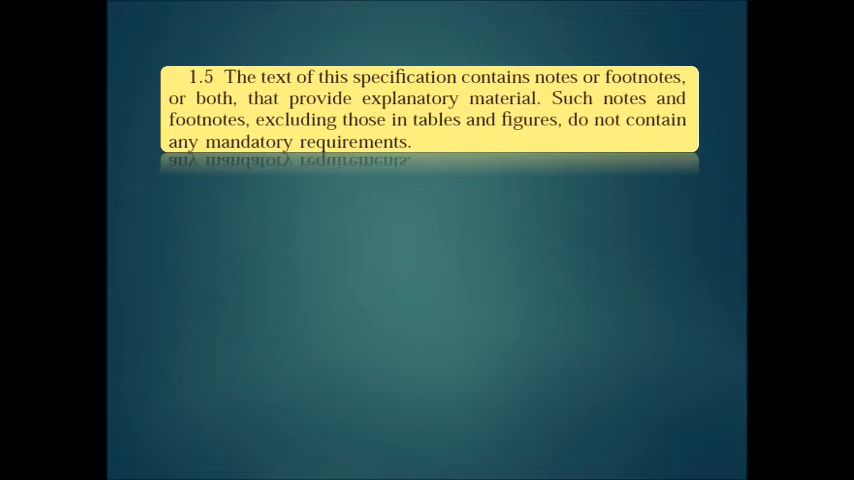 1.5 The text of this specification contains notes or footnotes,
or both, that provide explanatory material. Such notes and
footnotes, excluding those in tables and figures, do not contain
any mandatory requirements.